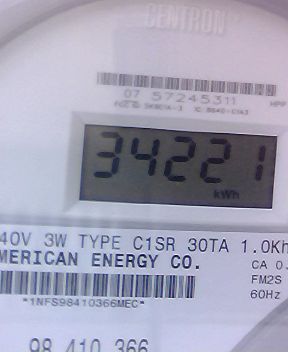 CENTRON
07 57245311
34221
kWh
40V 3W TYPE C1SR 30TA 1.0Kh
MERICAN ENERGY CO.
CA 0.
FM2S
*1NFS98410366MEC*
60Hz
98 410 366